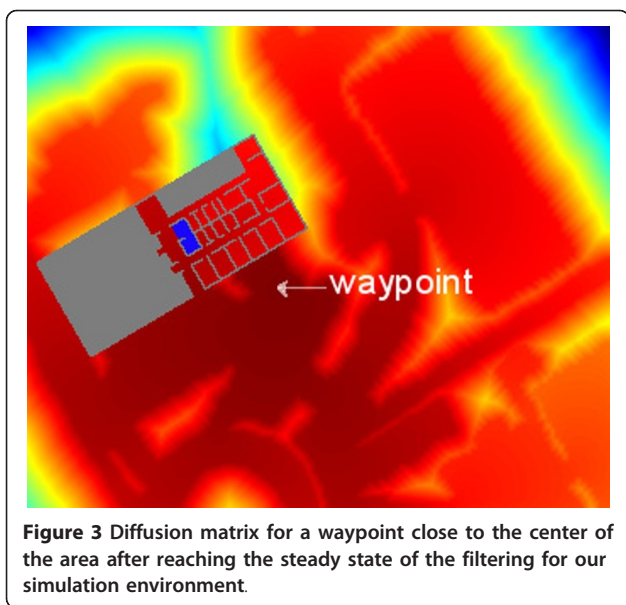 waypoint
Figure 3 Diffusion matrix for a waypoint close to the center of
the area after reaching the steady state of the filtering for our
simulation environment.